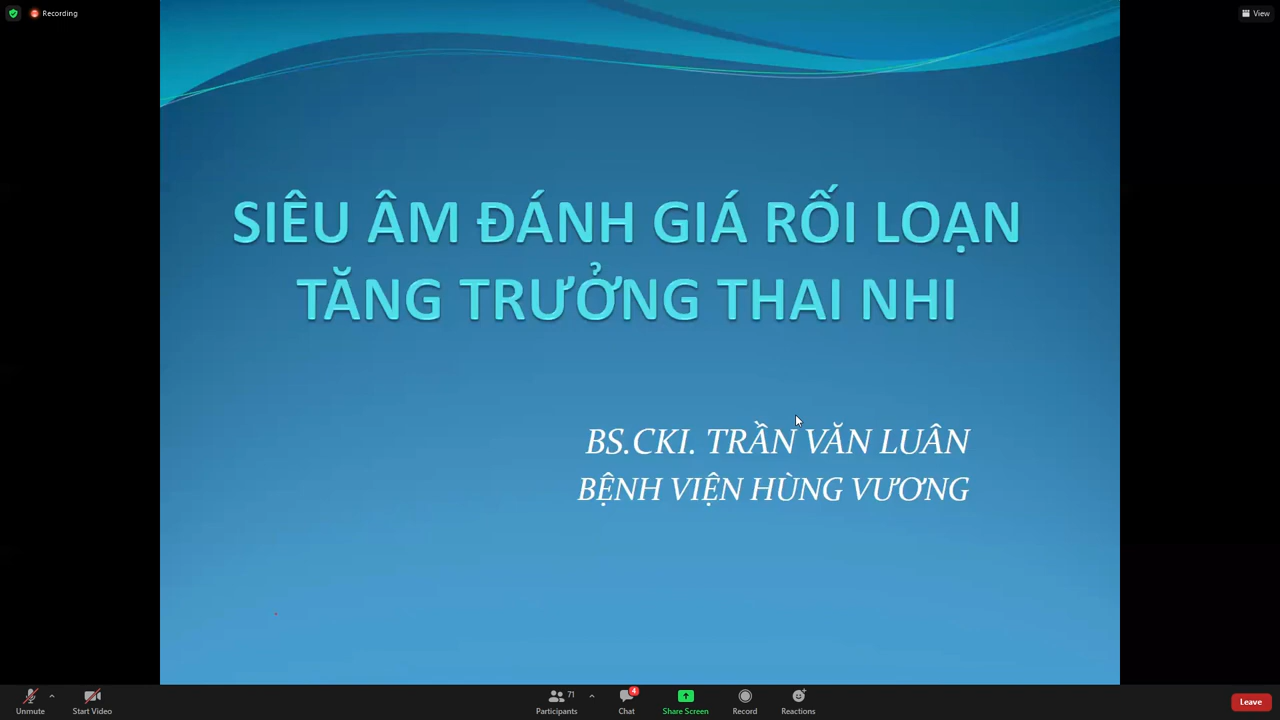 Recording
View
SIÊU ÂM ĐÁNH GIÁ RỐI LOẠN
TĂNG TRƯỞNG THAI NHI
BS.CKI. TRẦN VĂN LUÂN
BỆNH VIỆN HÙNG VƯƠNG
71
4
Unmute
Start Video
Participants
Chat
Share Screen
Record
Reactions
Leave